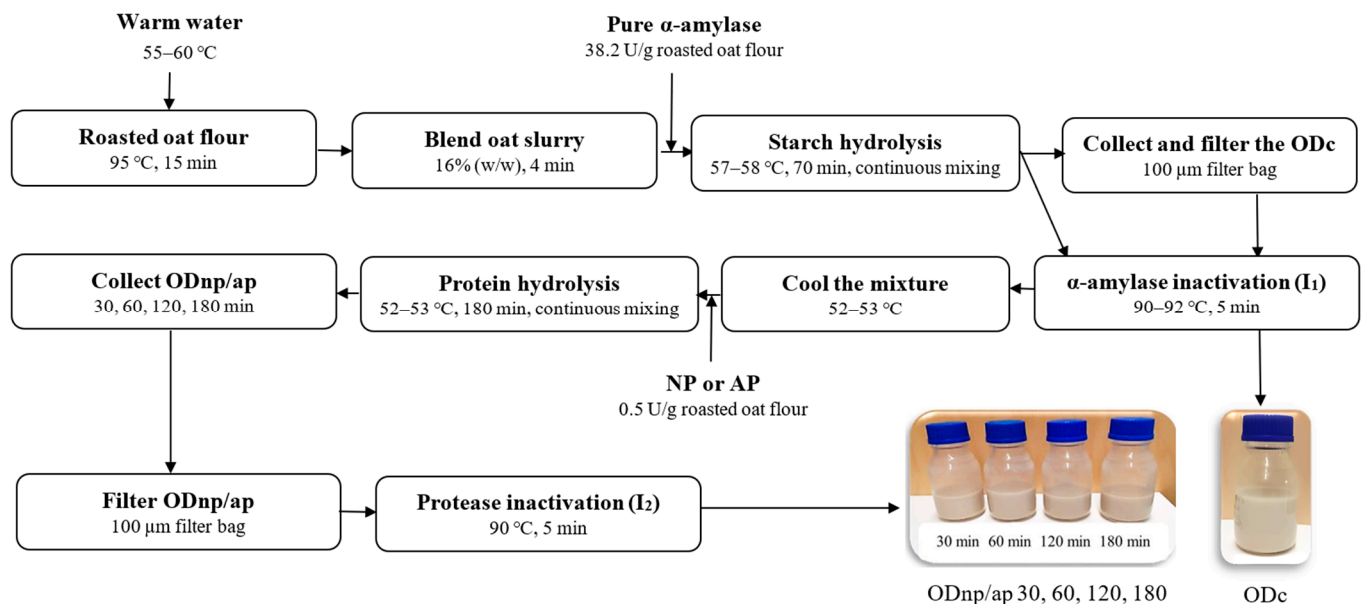 Warm water
55–60 °C
Pure α-amylase
38.2 U/g roasted oat flour
Roasted oat flour
95 °C, 15 min
Blend oat slurry
16% (w/w), 4 min
Starch hydrolysis
57–58 °C, 70 min, continuous mixing
Collect and filter the ODc
100 μm filter bag
Collect ODnp/ap
30, 60, 120, 180 min
Protein hydrolysis
52–53 °C, 180 min, continuous mixing
Cool the mixture
52–53 °C
α-amylase inactivation (I₁)
90–92 °C, 5 min
NP or AP
0.5 U/g roasted oat flour
Filter ODnp/ap
100 μm filter bag
Protease inactivation (I₂)
90 °C, 5 min
30 min 60 min 120 min 180 min
ODnp/ap 30, 60, 120, 180
ODc